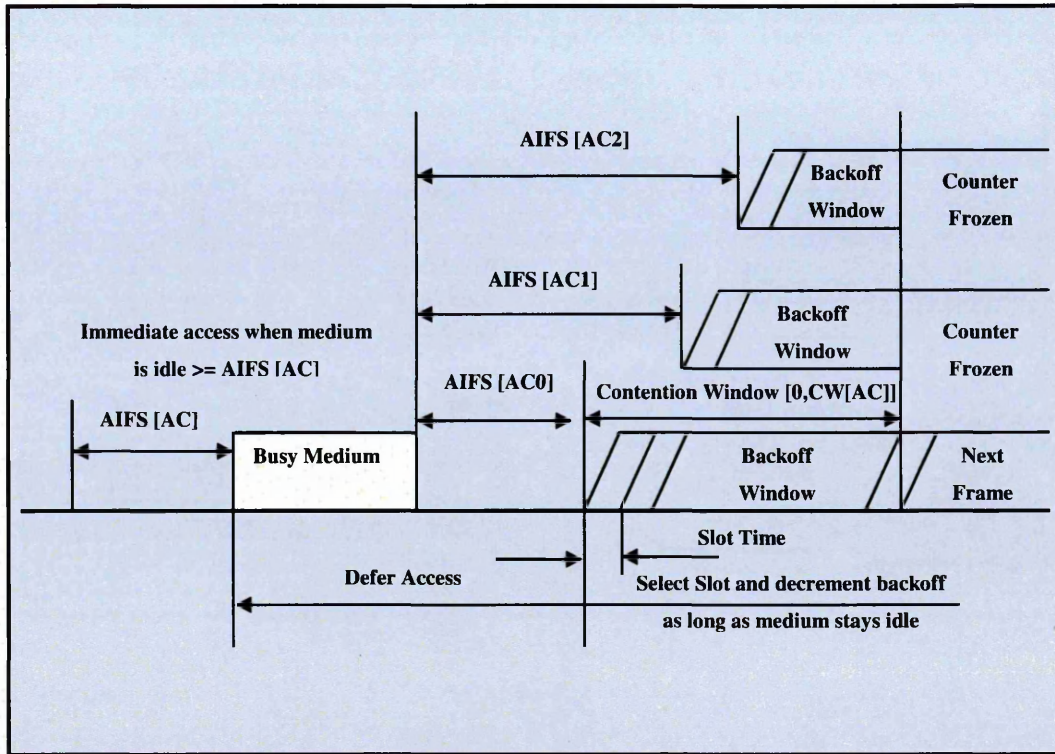 AIFS [AC2]
Backoff
Window
Counter
Frozen
AIFS [AC1]
Backoff
Window
Counter
Frozen
Immediate access when medium
is idle >= AIFS [AC]
AIFS [AC0]
Contention Window [0,CW[AC]]
AIFS [AC]
Busy Medium
Backoff
Window
Next
Frame
Slot Time
Defer Access
Select Slot and decrement backoff
as long as medium stays idle